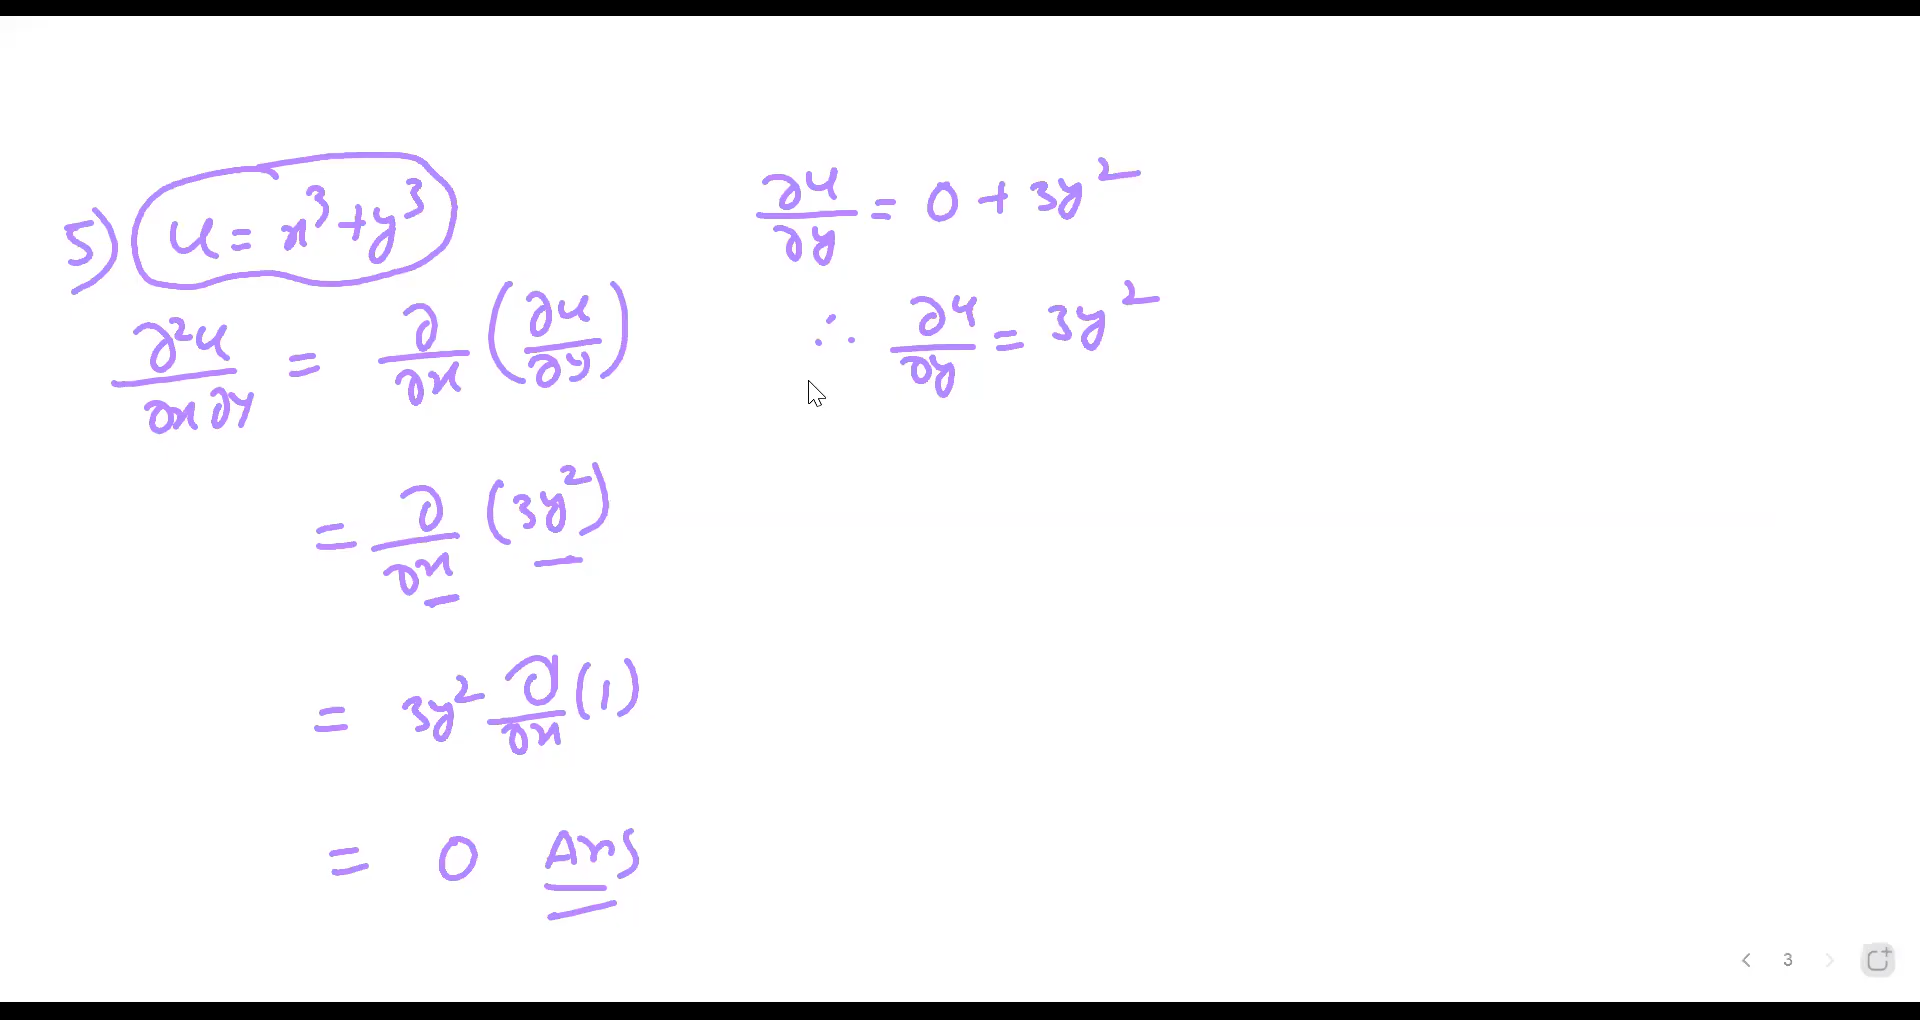 5) u = x³ + y³
∂²u/∂x∂y = ∂/∂x (∂u/∂y)
= ∂/∂x (3y²)
= 3y² ∂/∂x (1)
= 0 Ans
∂u/∂y = 0 + 3y²
∴ ∂u/∂y = 3y²
3